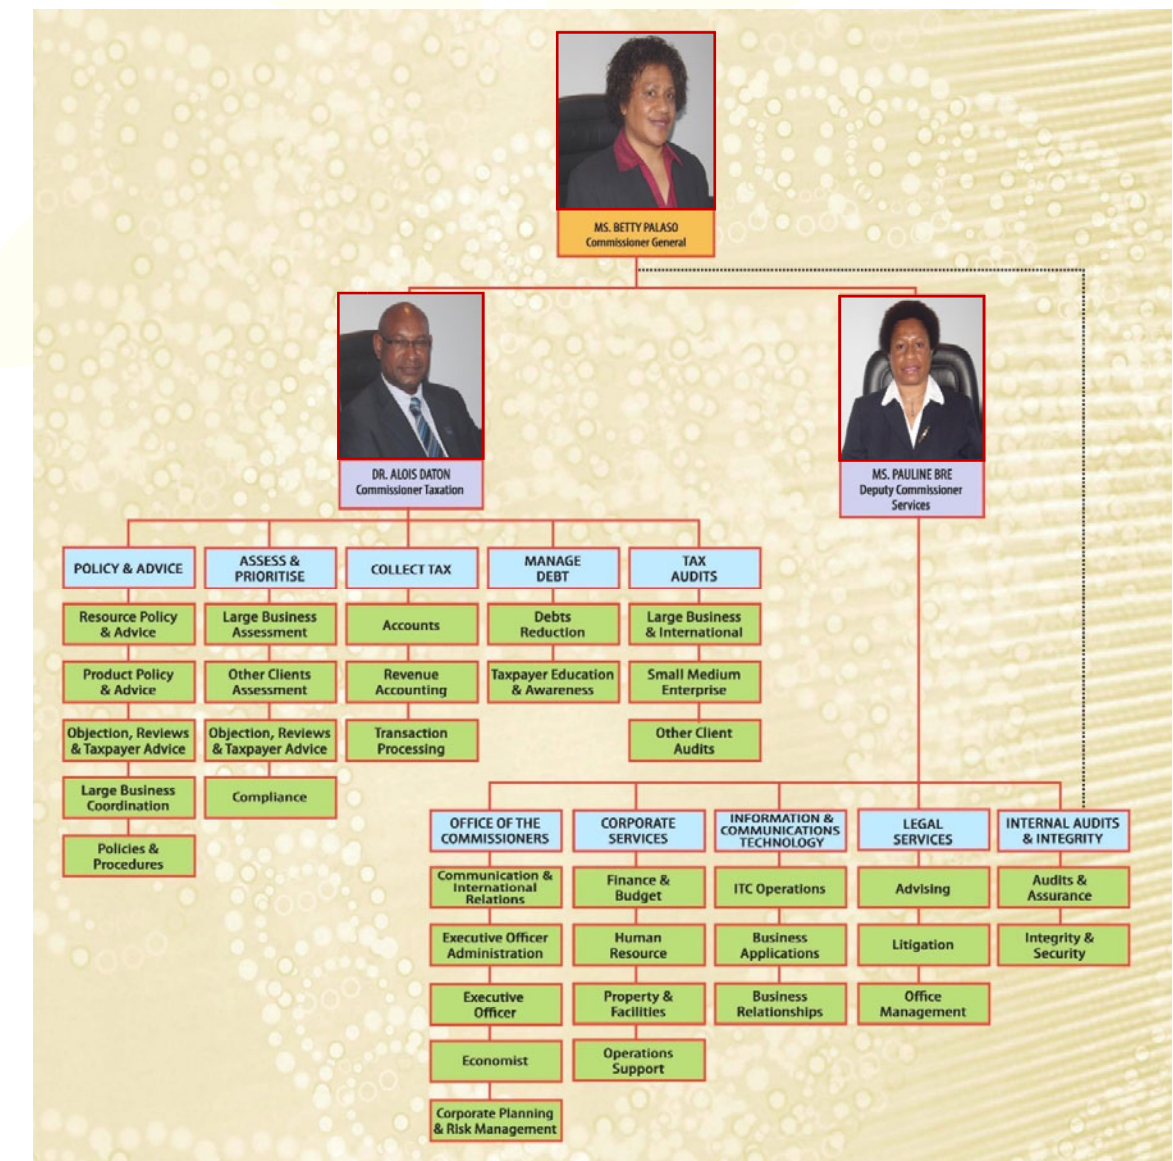 MS. BETTY PALASO
Commissioner General
DR. ALOIS DATON
Commissioner Taxation
MS. PAULINE BRE
Deputy Commissioner
Services
POLICY & ADVICE
Resource Policy
& Advice
Product Policy
& Advice
Objection, Reviews
& Taxpayer Advice
Large Business
Coordination
Policies &
Procedures
ASSESS &
PRIORITISE
Large Business
Assessment
Other Clients
Assessment
Objection, Reviews
& Taxpayer Advice
Compliance
COLLECT TAX
Accounts
Revenue
Accounting
Transaction
Processing
MANAGE
DEBT
Debts
Reduction
Taxpayer Education
& Awareness
TAX
AUDITS
Large Business
& International
Small Medium
Enterprise
Other Client
Audits
OFFICE OF THE
COMMISSIONERS
Communication &
International
Relations
Executive Officer
Administration
Executive
Officer
Economist
Corporate Planning
& Risk Management
CORPORATE
SERVICES
Finance &
Budget
Human
Resource
Property &
Facilities
Operations
Support
INFORMATION &
COMMUNICATIONS
TECHNOLOGY
ITC Operations
Business
Applications
Business
Relationships
LEGAL
SERVICES
Advising
Litigation
Office
Management
INTERNAL AUDITS
& INTEGRITY
Audits &
Assurance
Integrity &
Security